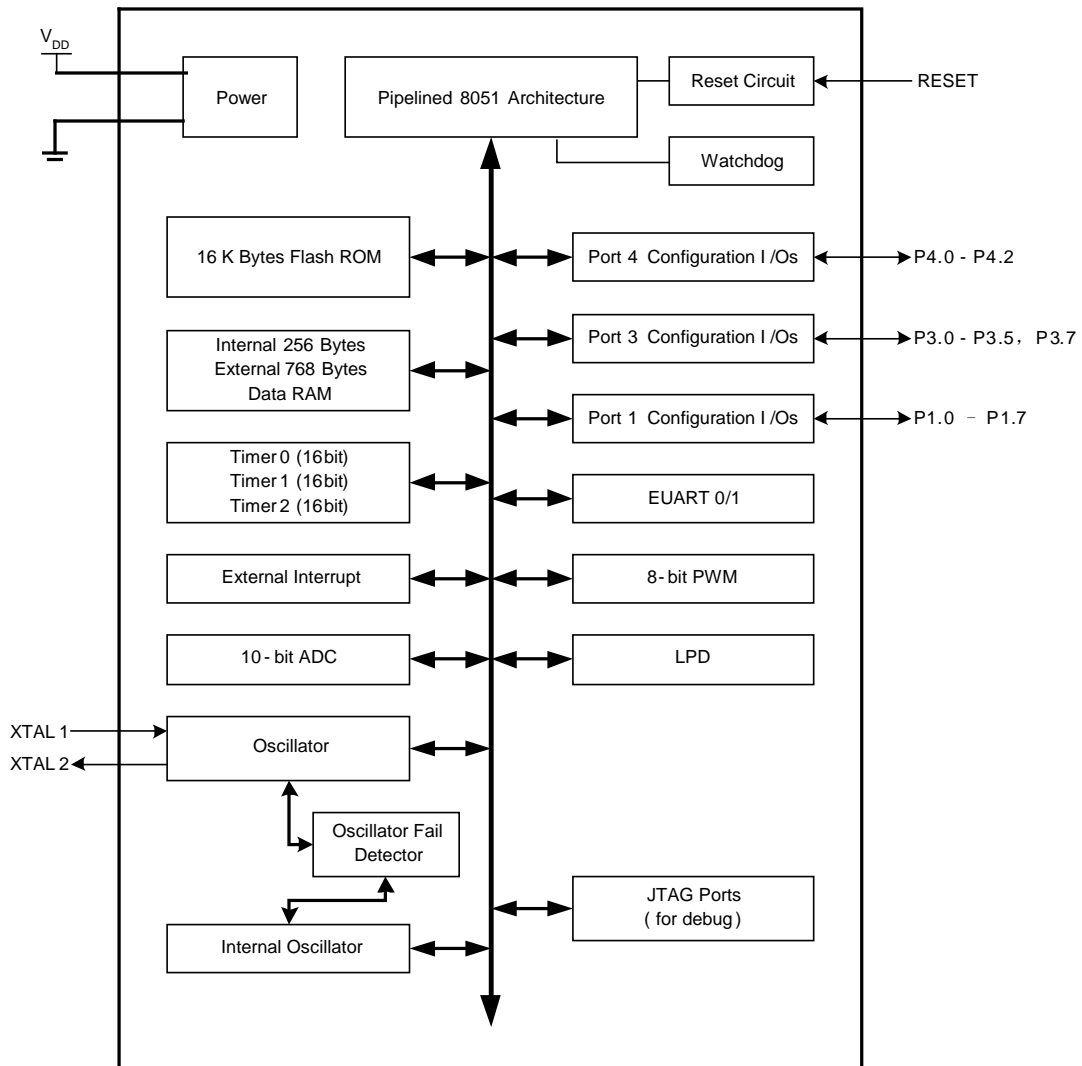 VDD
Power
Pipelined 8051 Architecture
Reset Circuit
RESET
Watchdog
16 K Bytes Flash ROM
Port 4 Configuration I /Os
P4.0 - P4.2
Internal 256 Bytes
External 768 Bytes
Data RAM
Port 3 Configuration I /Os
P3.0 - P3.5，P3.7
Port 1 Configuration I /Os
P1.0 – P1.7
Timer 0 (16bit)
Timer 1 (16bit)
Timer 2 (16bit)
EUART 0/1
External Interrupt
8- bit PWM
10 - bit ADC
LPD
XTAL 1
XTAL 2
Oscillator
Oscillator Fail
Detector
JTAG Ports
( for debug )
Internal Oscillator